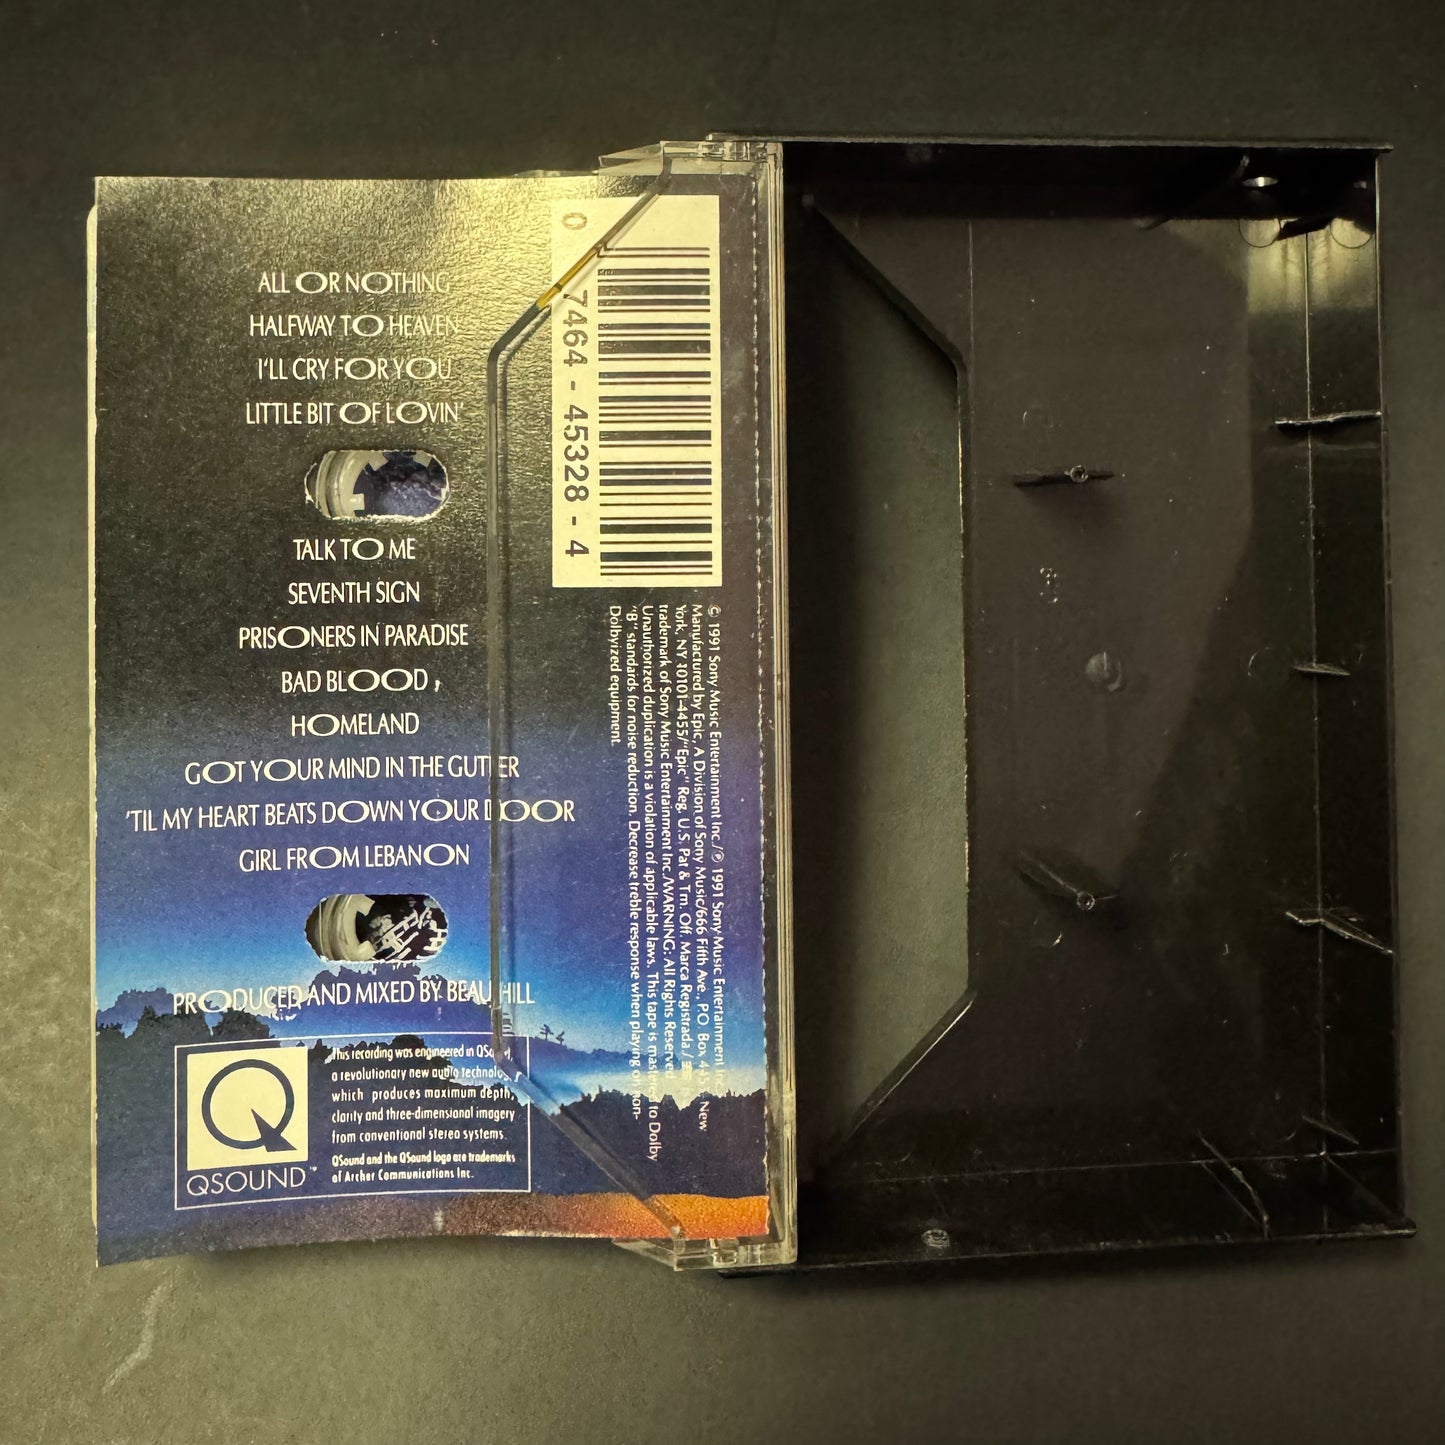 ALL OR NOTHING
HALFWAY TO HEAVEN
I'LL CRY FOR YOU
LITTLE BIT OF LOVIN'
TALK TO ME
SEVENTH SIGN
PRISONERS IN PARADISE
BAD BLOOD,
HOMELAND
GOT YOUR MIND IN THE GUTTER
'TIL MY HEART BEATS DOWN YOUR DOOR
GIRL FROM LEBANON
PRODUCED AND MIXED BY BEAU HILL
Q
QSOUND™
This recording was engineered in QSound,
a revolutionary new audio technology
which produces maximum depth,
clarity and three-dimensional imagery
from conventional stereo systems.
QSound and the QSound logo are trademarks
of Archer Communications Inc.
0 7464-45328-4
© 1991 Sony Music Entertainment Inc./℗ 1991 Sony Music Entertainment Inc./
Manufactured by Epic, A Division of Sony Music/666 Fifth Ave., P.O. Box 4455, New
York, NY 10101-4455/"Epic" Reg. U.S. Pat & Tm. Off. Marca Registrada /
trademark of Sony Music Entertainment Inc./WARNING: All Rights Reserved.
Unauthorized duplication is a violation of applicable laws. This tape is mastered to Dolby
"B" standards for noise reduction. Decrease treble response when playing on non-
Dolbyized equipment.